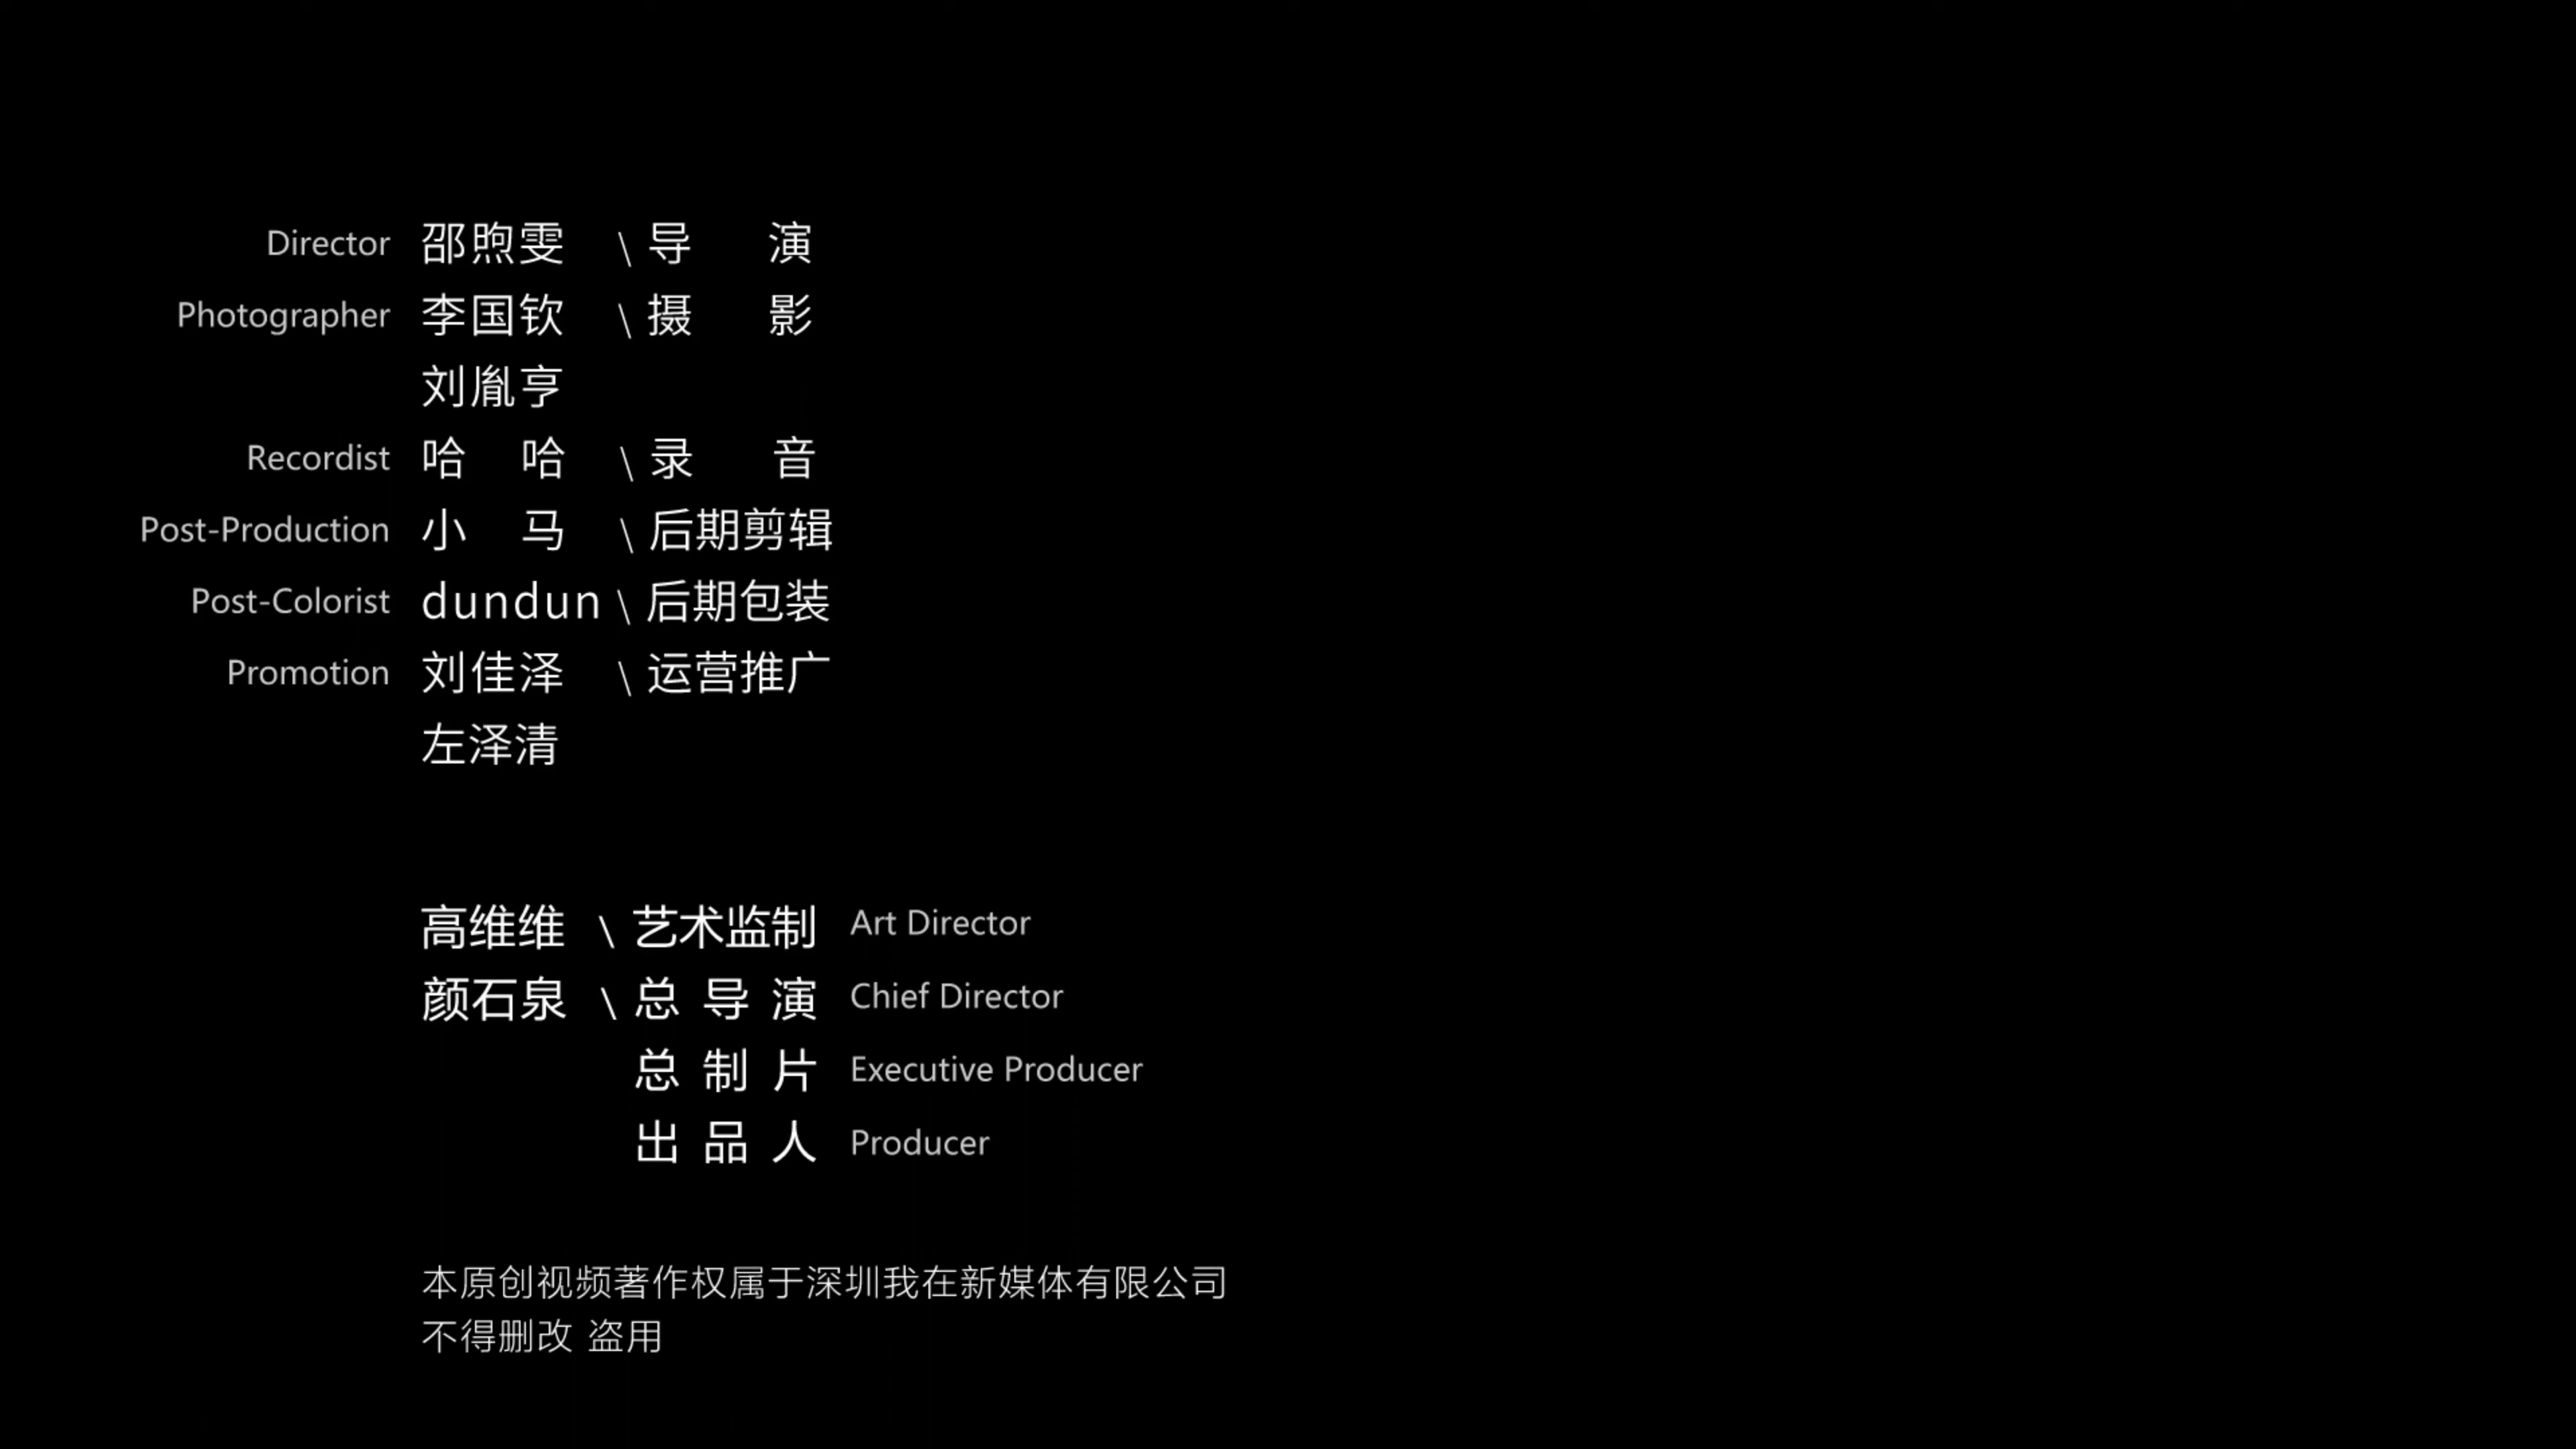 Director 邵煦雯 \ 导 演
Photographer 李国钦 \ 摄 影
刘胤亨
Recordist 哈 哈 \ 录 音
Post-Production 小 马 \ 后期剪辑
Post-Colorist dundun \ 后期包装
Promotion 刘佳泽 \ 运营推广
左泽清
高维维 \ 艺术监制 Art Director
颜石泉 \ 总 导 演 Chief Director
总 制 片 Executive Producer
出 品 人 Producer
本原创视频著作权属于深圳我在新媒体有限公司
不得删改 盗用